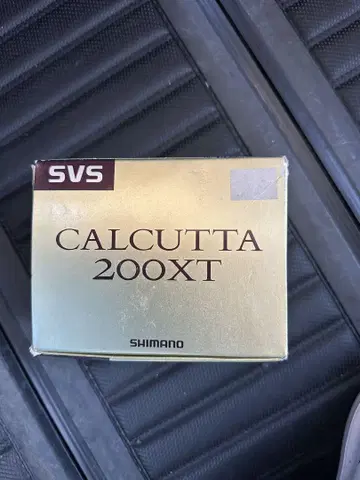 SVS
CALCUTTA
200XT
SHIMANO